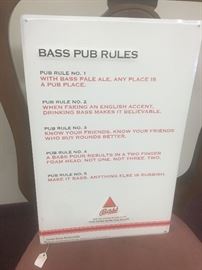 BASS PUB RULES
PUB RULE NO. 1
WITH BASS PALE ALE, ANY PLACE IS
A PUB PLACE.
PUB RULE NO. 2
WHEN FAKING AN ENGLISH ACCENT,
DRINKING BASS MAKES IT BELIEVABLE.
PUB RULE NO. 3
KNOW YOUR FRIENDS, KNOW YOUR FRIENDS
WHO BUY ROUNDS BETTER.
PUB RULE NO. 4
A BASS POUR RESULTS IN A TWO FINGER
FOAM HEAD. NOT ONE. NOT THREE. TWO.
PUB RULE NO. 5
MAKE IT BASS. ANYTHING ELSE IS RUBBISH.
Bass